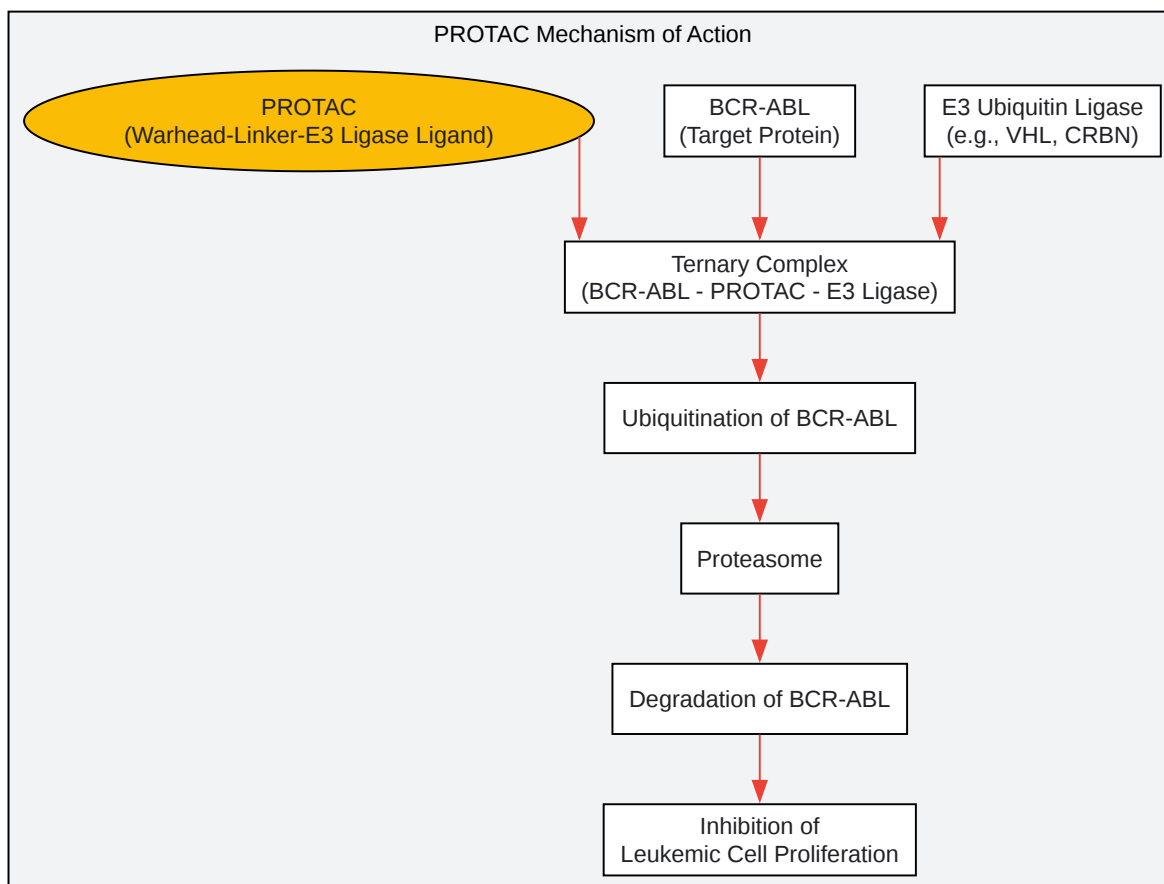 PROTAC Mechanism of Action
PROTAC
(Warhead-Linker-E3 Ligase Ligand)
BCR-ABL
(Target Protein)
E3 Ubiquitin Ligase
(e.g., VHL, CRBN)
Ternary Complex
(BCR-ABL - PROTAC - E3 Ligase)
Ubiquitination of BCR-ABL
Proteasome
Degradation of BCR-ABL
Inhibition of
Leukemic Cell Proliferation